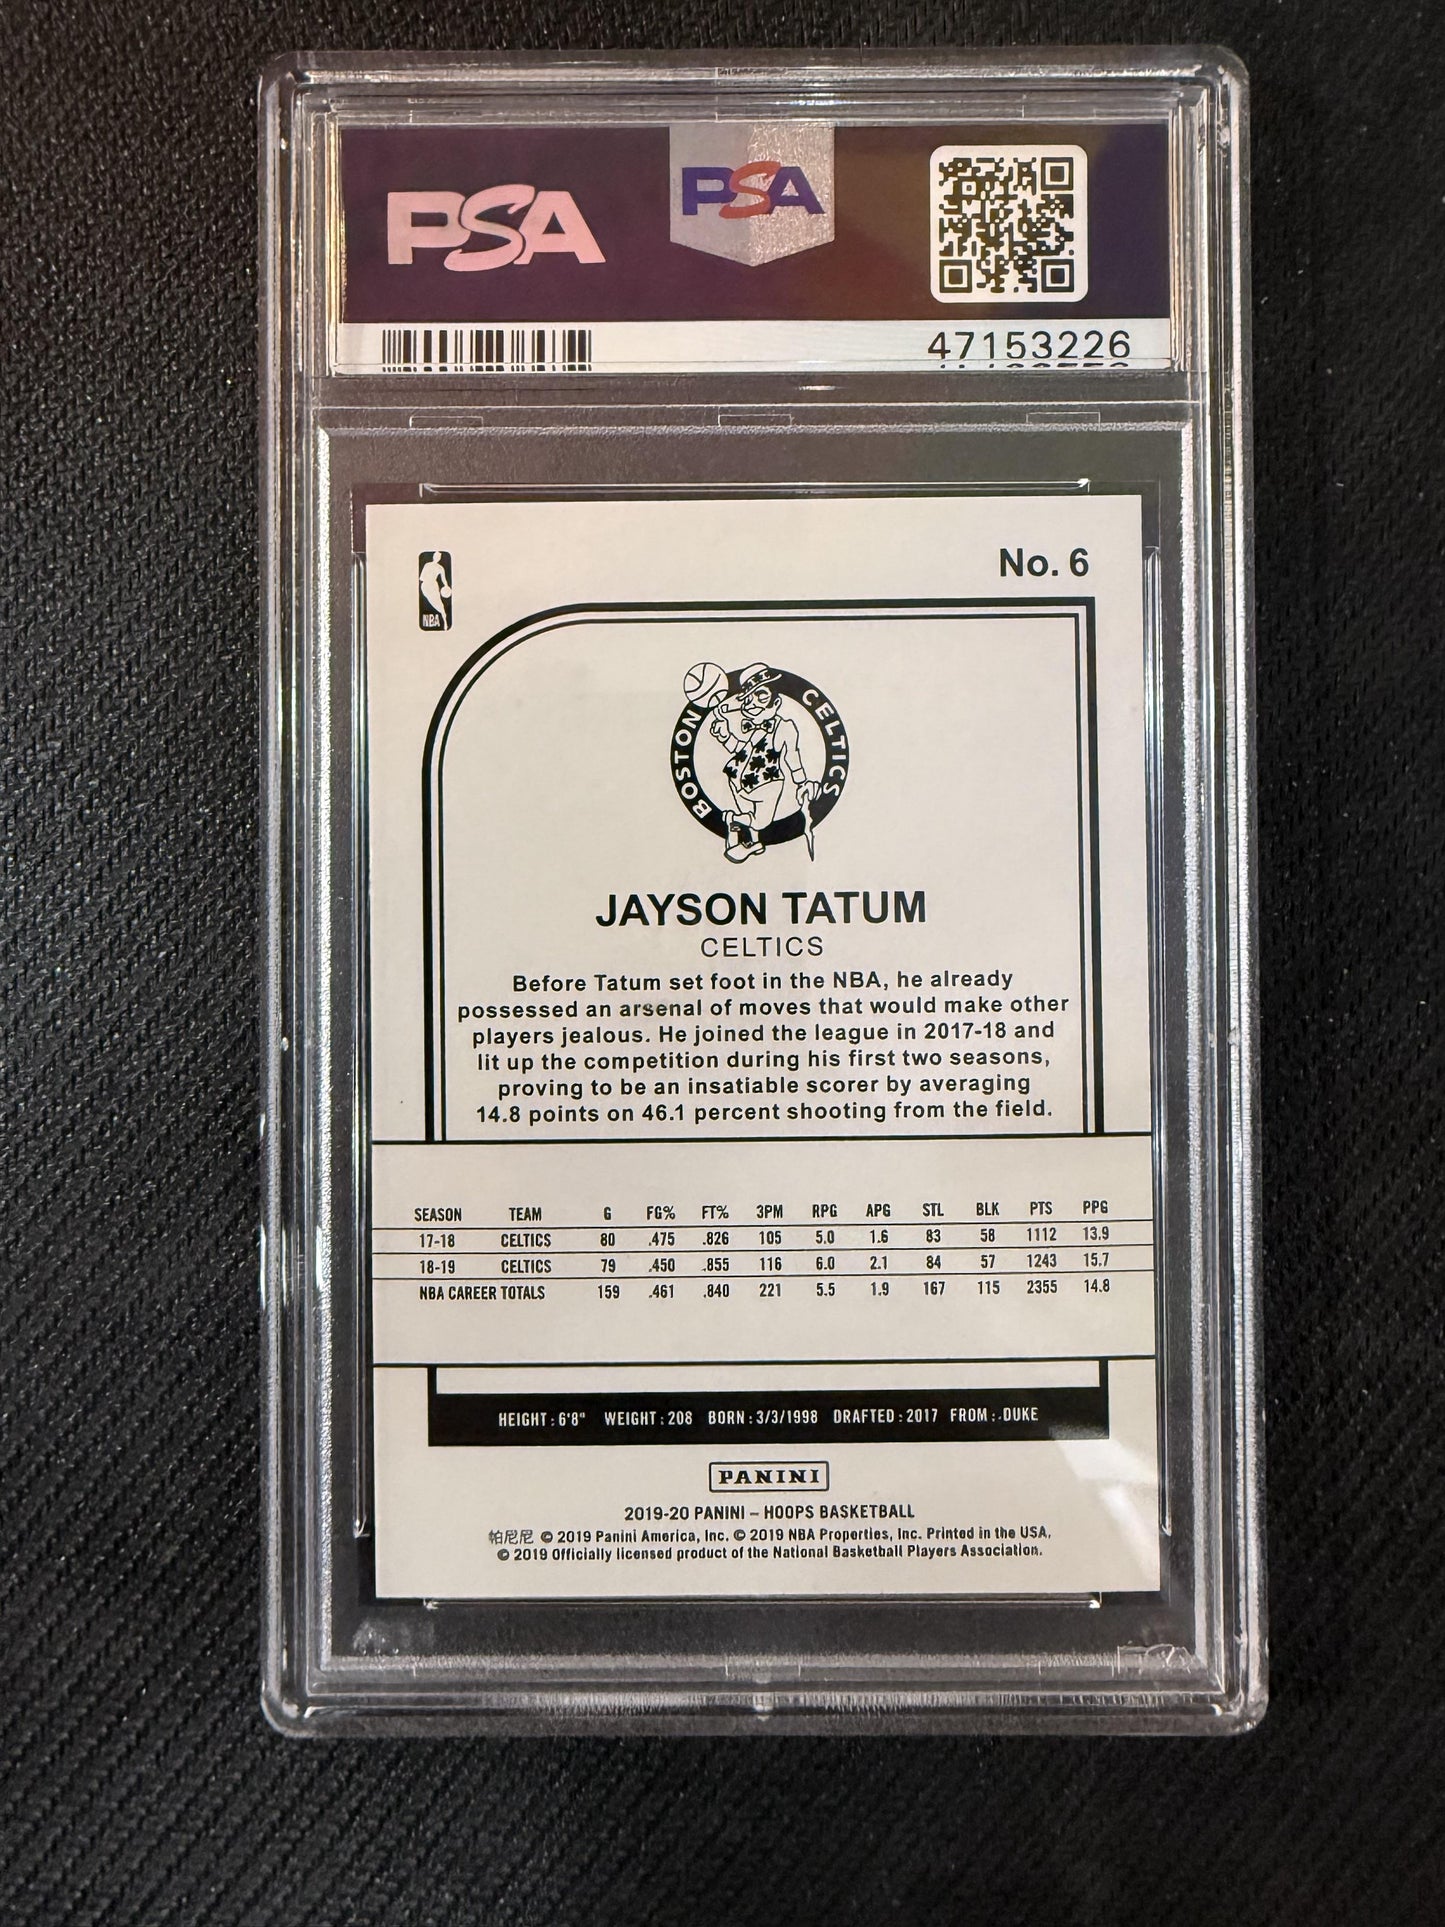 PSA
PSA
47153226
No. 6
NBA
BOSTON CELTICS
JAYSON TATUM
CELTICS
Before Tatum set foot in the NBA, he already
possessed an arsenal of moves that would make other
players jealous. He joined the league in 2017-18 and
lit up the competition during his first two seasons,
proving to be an insatiable scorer by averaging
14.8 points on 46.1 percent shooting from the field.
SEASON TEAM G FG% FT% 3PM RPG APG STL BLK PTS PPG
17-18 CELTICS 80 .475 .826 105 5.0 1.6 83 58 1112 13.9
18-19 CELTICS 79 .450 .855 116 6.0 2.1 84 57 1243 15.7
NBA CAREER TOTALS 159 .461 .840 221 5.5 1.9 167 115 2355 14.8
HEIGHT: 6'8" WEIGHT: 208 BORN: 3/3/1998 DRAFTED: 2017 FROM: DUKE
PANINI
2019-20 PANINI – HOOPS BASKETBALL
帕尼尼 © 2019 Panini America, Inc. © 2019 NBA Properties, Inc. Printed in the USA.
© 2019 Officially licensed product of the National Basketball Players Association.